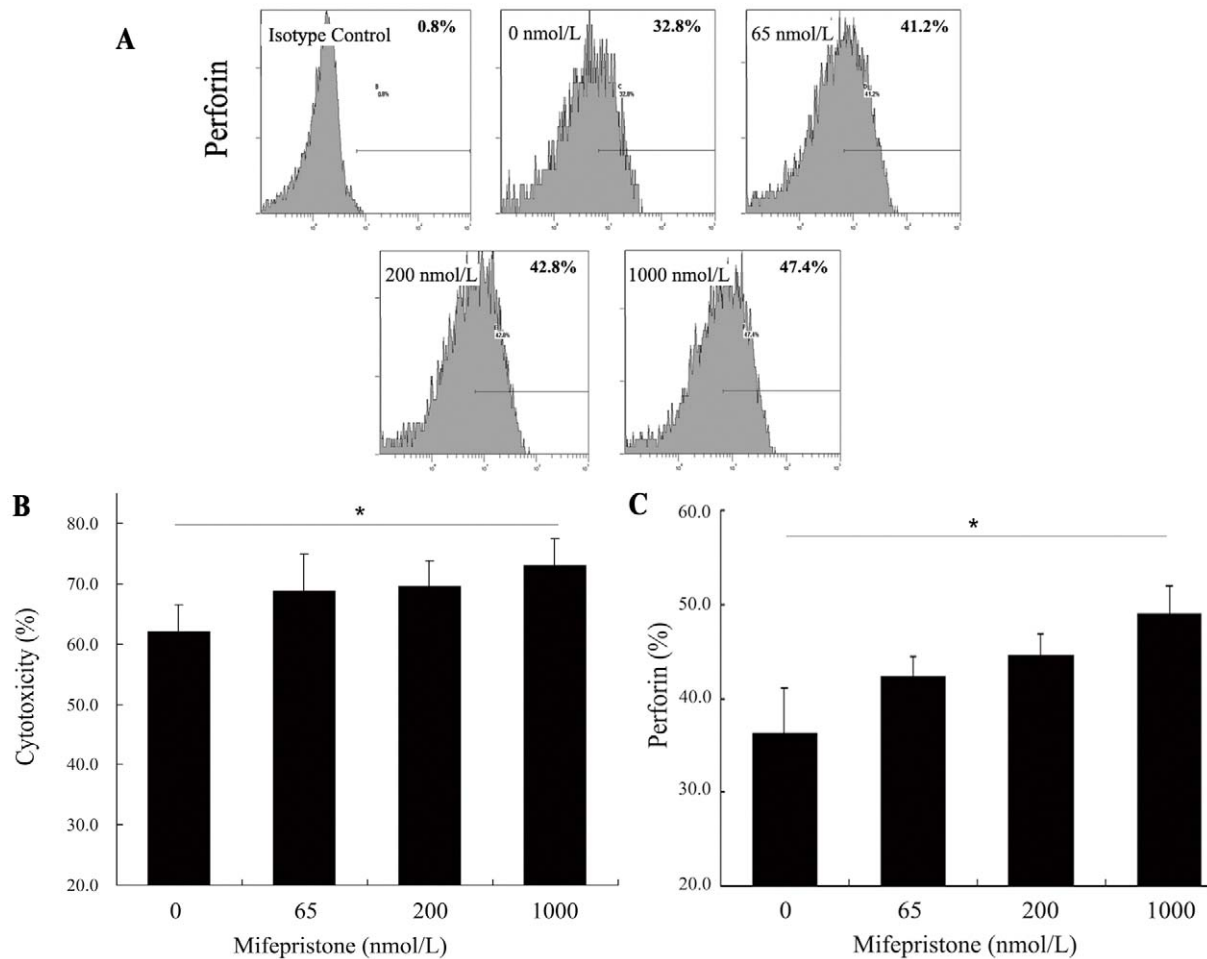 A
Perforin
Isotype Control 0.8%
0 nmol/L 32.8%
65 nmol/L 41.2%
200 nmol/L 42.8%
1000 nmol/L 47.4%
B
*
80.0
70.0
60.0
50.0
40.0
30.0
20.0
Cytotoxicity (%)
0 65 200 1000
Mifepristone (nmol/L)
C
*
60.0
50.0
40.0
30.0
20.0
Perforin (%)
0 65 200 1000
Mifepristone (nmol/L)